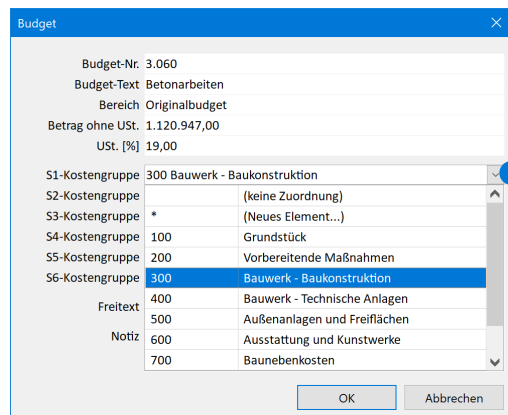 Budget
Budget-Nr. 3.060
Budget-Text Betonarbeiten
Bereich Originalbudget
Betrag ohne USt. 1.120.947,00
USt. [%] 19,00
S1-Kostengruppe 300 Bauwerk - Baukonstruktion
S2-Kostengruppe (keine Zuordnung)
S3-Kostengruppe * (Neues Element...)
S4-Kostengruppe 100 Grundstück
S5-Kostengruppe 200 Vorbereitende Maßnahmen
S6-Kostengruppe 300 Bauwerk - Baukonstruktion
Freitext
400 Bauwerk - Technische Anlagen
500 Außenanlagen und Freiflächen
Notiz
600 Ausstattung und Kunstwerke
700 Baunebenkosten
OK Abbrechen